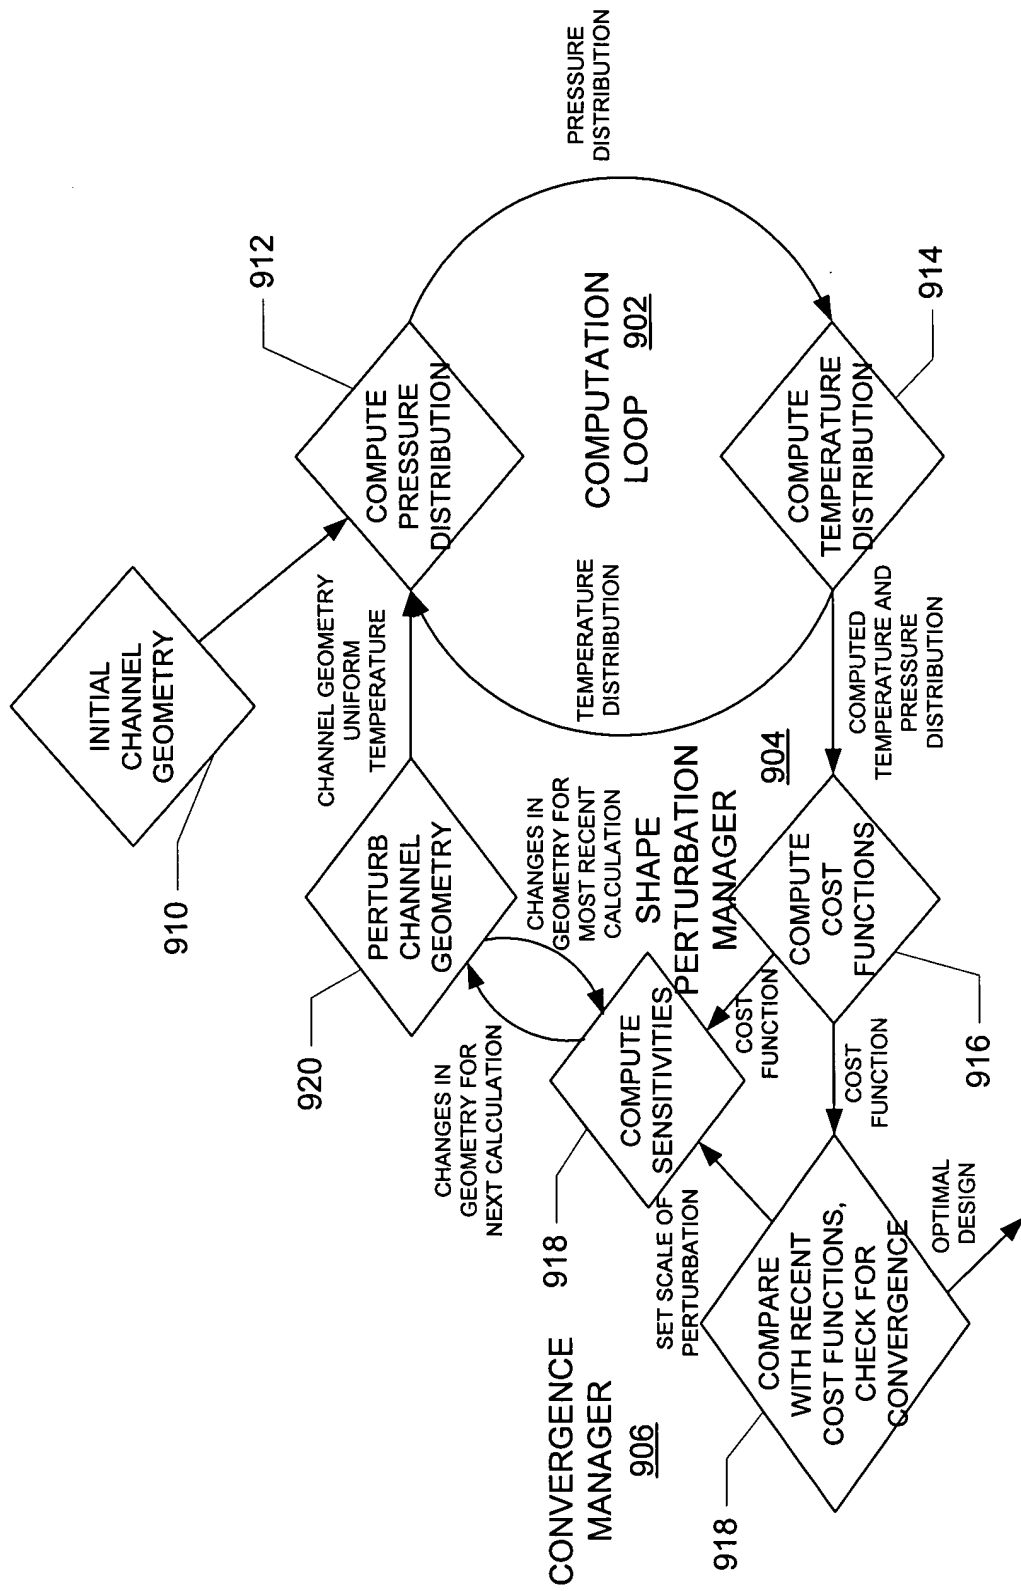 INITIAL
CHANNEL
GEOMETRY
910
912
COMPUTE
PRESSURE
DISTRIBUTION
PRESSURE
DISTRIBUTION
COMPUTATION
LOOP
902
914
COMPUTE
TEMPERATURE
DISTRIBUTION
TEMPERATURE
DISTRIBUTION
CHANNEL GEOMETRY
UNIFORM
TEMPERATURE
920
PERTURB
CHANNEL
GEOMETRY
CHANGES IN
GEOMETRY FOR
MOST RECENT
CALCULATION
CHANGES IN
GEOMETRY FOR
NEXT CALCULATION
SHAPE
PERTURBATION
MANAGER
904
COMPUTED
TEMPERATURE AND
PRESSURE
DISTRIBUTION
COMPUTE
COST
FUNCTIONS
916
COST
FUNCTION
COST
FUNCTION
918
COMPUTE
SENSITIVITIES
SET SCALE OF
PERTURBATION
CONVERGENCE
MANAGER
906
918
COMPARE
WITH RECENT
COST FUNCTIONS,
CHECK FOR
CONVERGENCE
OPTIMAL
DESIGN